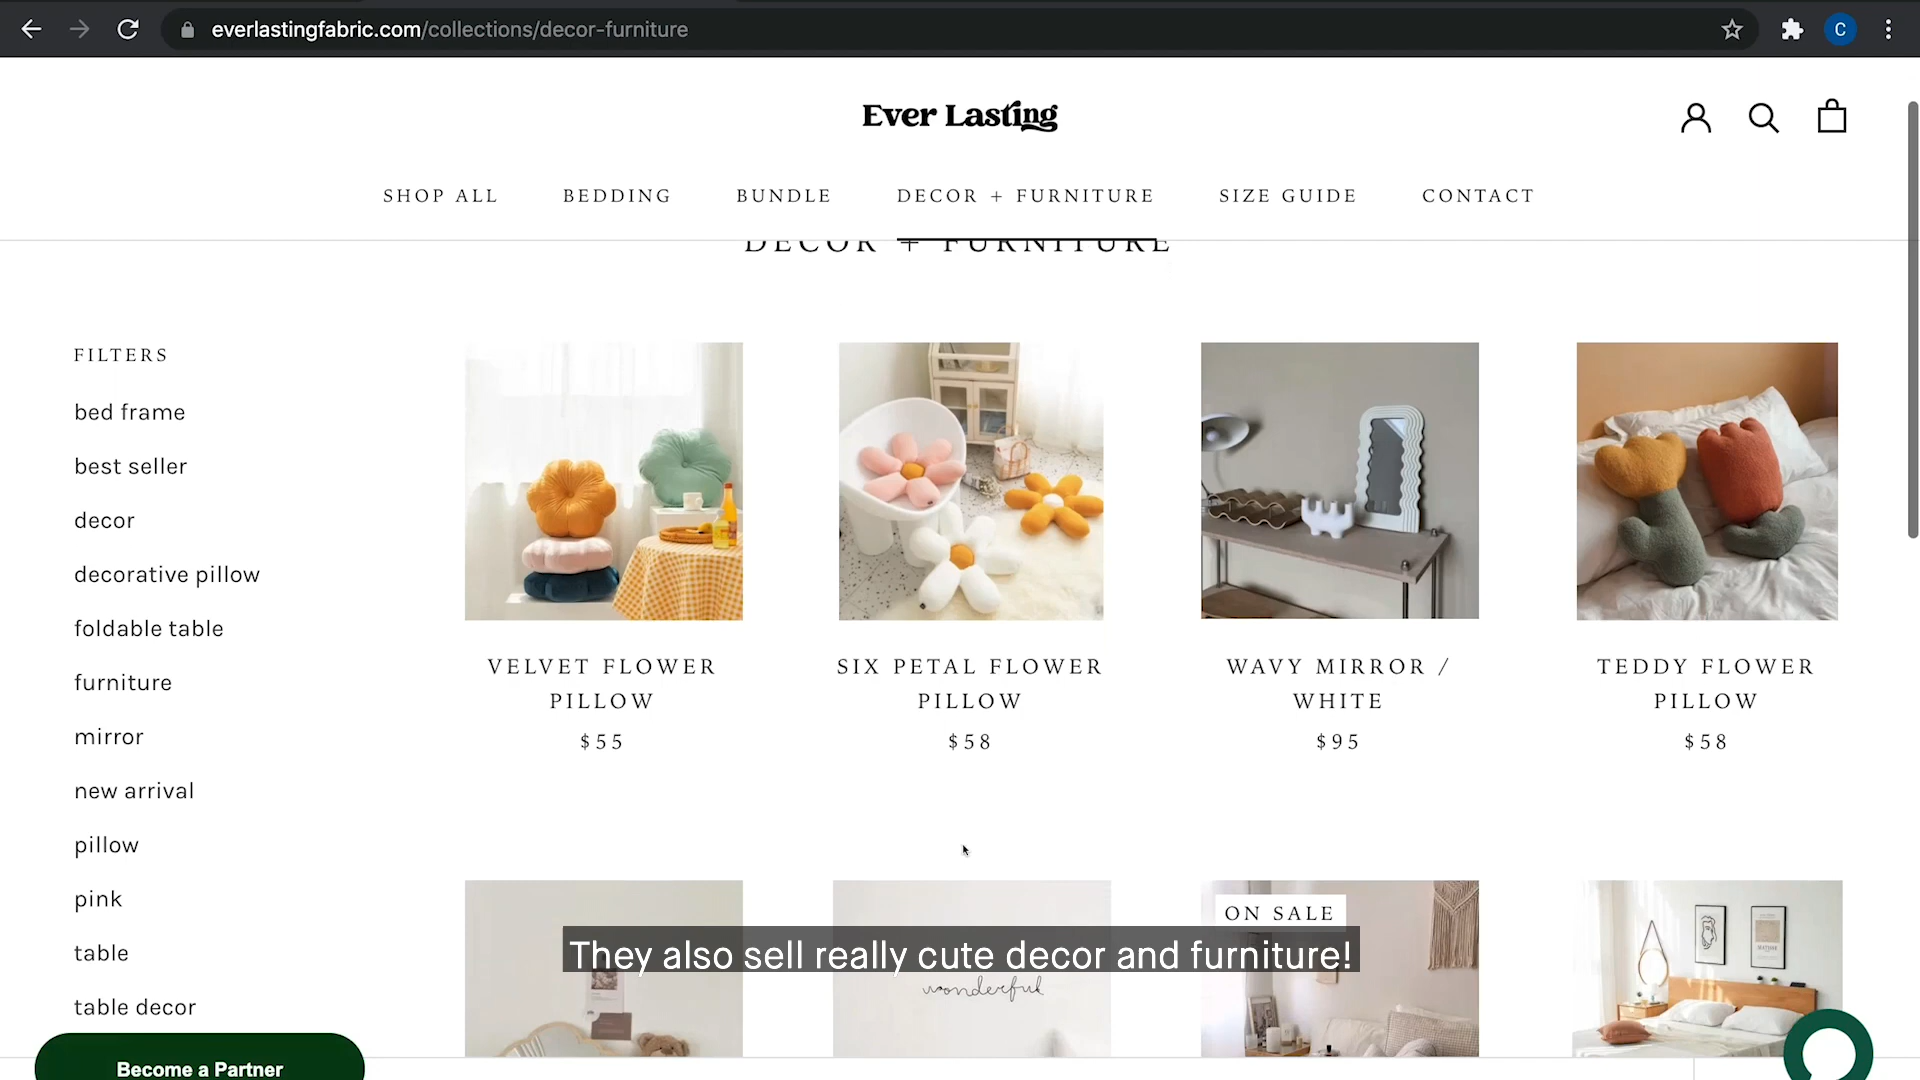 everlastingfabric.com/collections/decor-furniture
C
Ever Lasting
SHOP ALL
BEDDING
BUNDLE
DECOR + FURNITURE
SIZE GUIDE
CONTACT
DECOR + FURNITURE
FILTERS
bed frame
best seller
decor
decorative pillow
foldable table
furniture
mirror
new arrival
pillow
pink
table
table decor
VELVET FLOWER
PILLOW
$55
SIX PETAL FLOWER
PILLOW
$58
WAVY MIRROR /
WHITE
$95
TEDDY FLOWER
PILLOW
$58
ON SALE
They also sell really cute decor and furniture!
wonderful
Become a Partner